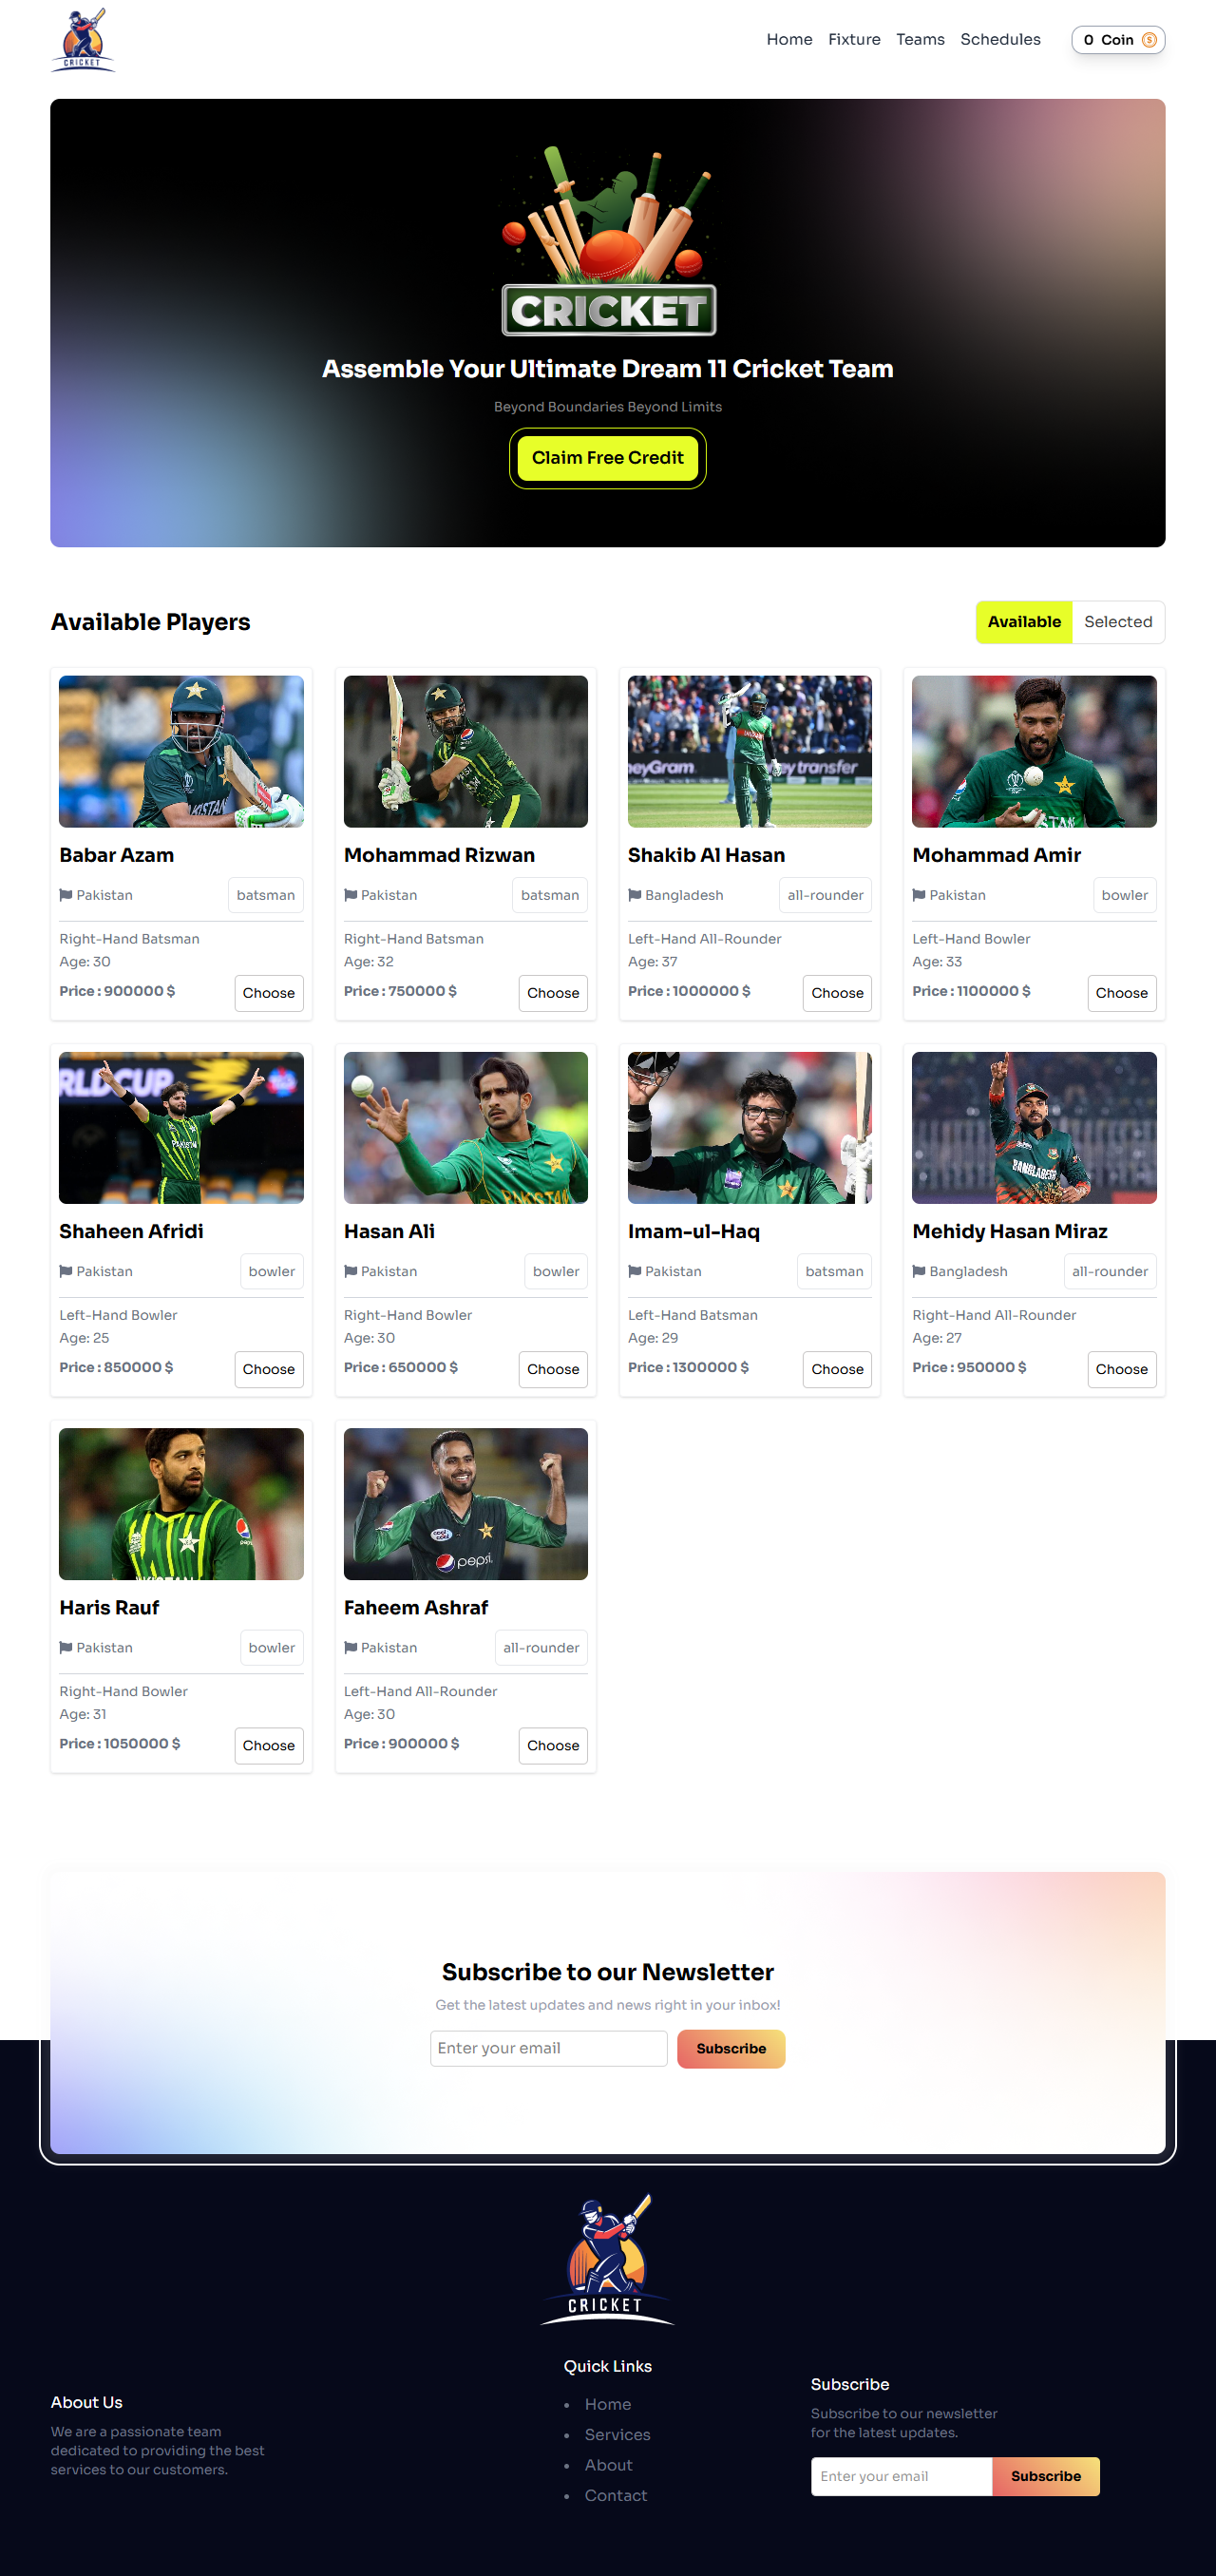 CRICKET
Home Fixture Teams Schedules 0 Coin
CRICKET
Assemble Your Ultimate Dream 11 Cricket Team
Beyond Boundaries Beyond Limits
Claim Free Credit
Available Players
Available Selected
PAKISTAN
neyGram
ey transfer
STAN
Babar Azam
Mohammad Rizwan
Shakib Al Hasan
Mohammad Amir
Pakistan batsman
Pakistan batsman
Bangladesh all-rounder
Pakistan bowler
Right-Hand Batsman
Age: 30
Price : 900000 $ Choose
Right-Hand Batsman
Age: 32
Price : 750000 $ Choose
Left-Hand All-Rounder
Age: 37
Price : 1000000 $ Choose
Left-Hand Bowler
Age: 33
Price : 1100000 $ Choose
RLDCUP
PAKISTAN
PAKISTAN
BANGLADESH
Shaheen Afridi
Hasan Ali
Imam-ul-Haq
Mehidy Hasan Miraz
Pakistan bowler
Pakistan bowler
Pakistan batsman
Bangladesh all-rounder
Left-Hand Bowler
Age: 25
Price : 850000 $ Choose
Right-Hand Bowler
Age: 30
Price : 650000 $ Choose
Left-Hand Batsman
Age: 29
Price : 1300000 $ Choose
Right-Hand All-Rounder
Age: 27
Price : 950000 $ Choose
pepsi
Haris Rauf
Faheem Ashraf
Pakistan bowler
Pakistan all-rounder
Right-Hand Bowler
Age: 31
Price : 1050000 $ Choose
Left-Hand All-Rounder
Age: 30
Price : 900000 $ Choose
Subscribe to our Newsletter
Get the latest updates and news right in your inbox!
Enter your email Subscribe
CRICKET
About Us
We are a passionate team
dedicated to providing the best
services to our customers.
Quick Links
• Home
• Services
• About
• Contact
Subscribe
Subscribe to our newsletter
for the latest updates.
Enter your email Subscribe